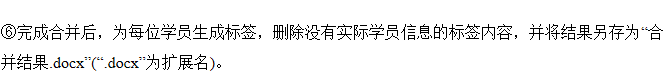 ⑥完成合并后，为每位学员生成标签，删除没有实际学员信息的标签内容，并将结果另存为“合
并结果.docx”(“.docx”为扩展名)。